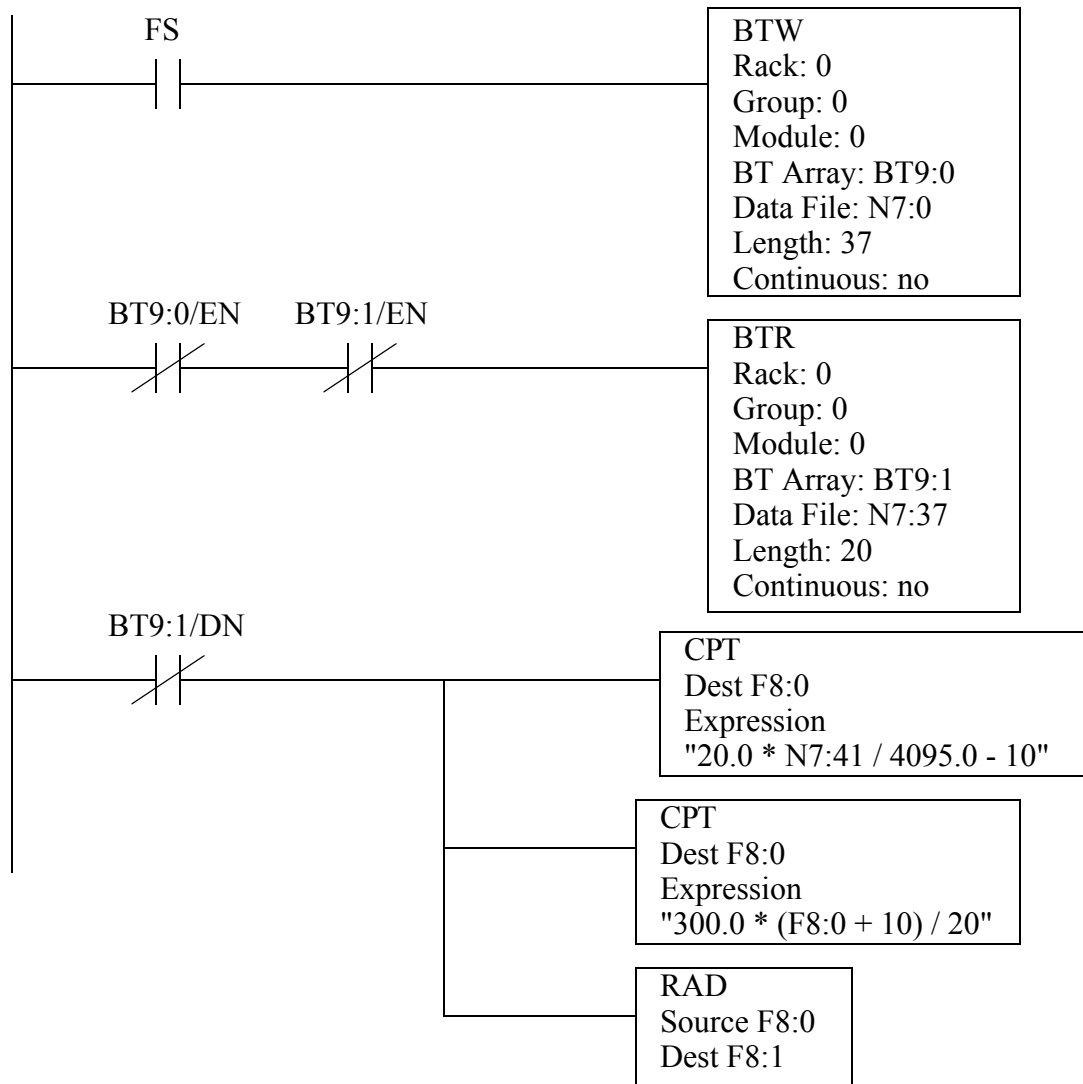 FS
BTW
Rack: 0
Group: 0
Module: 0
BT Array: BT9:0
Data File: N7:0
Length: 37
Continuous: no
BT9:0/EN BT9:1/EN
BTR
Rack: 0
Group: 0
Module: 0
BT Array: BT9:1
Data File: N7:37
Length: 20
Continuous: no
BT9:1/DN
CPT
Dest F8:0
Expression
"20.0 * N7:41 / 4095.0 - 10"
CPT
Dest F8:0
Expression
"300.0 * (F8:0 + 10) / 20"
RAD
Source F8:0
Dest F8:1